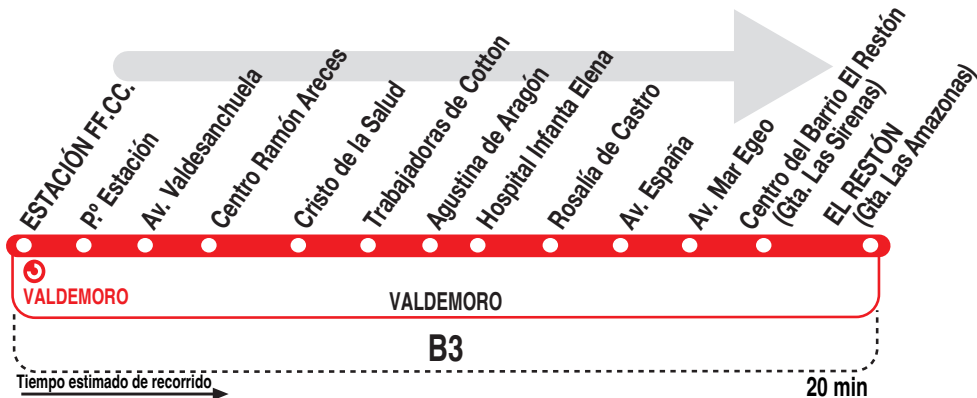 ESTACIÓN FF.CC.
P.º Estación
Av. Valdesanchuela
Centro Ramón Areces
Cristo de la Salud
Trabajadoras de Cotton
Agustina de Aragón
Hospital Infanta Elena
Rosalía de Castro
Av. España
Av. Mar Egeo
Centro del Barrio El Restón
(Gta. Las Sirenas)
EL RESTÓN
(Gta. Las Amazonas)
VALDEMORO
VALDEMORO
B3
Tiempo estimado de recorrido
20 min